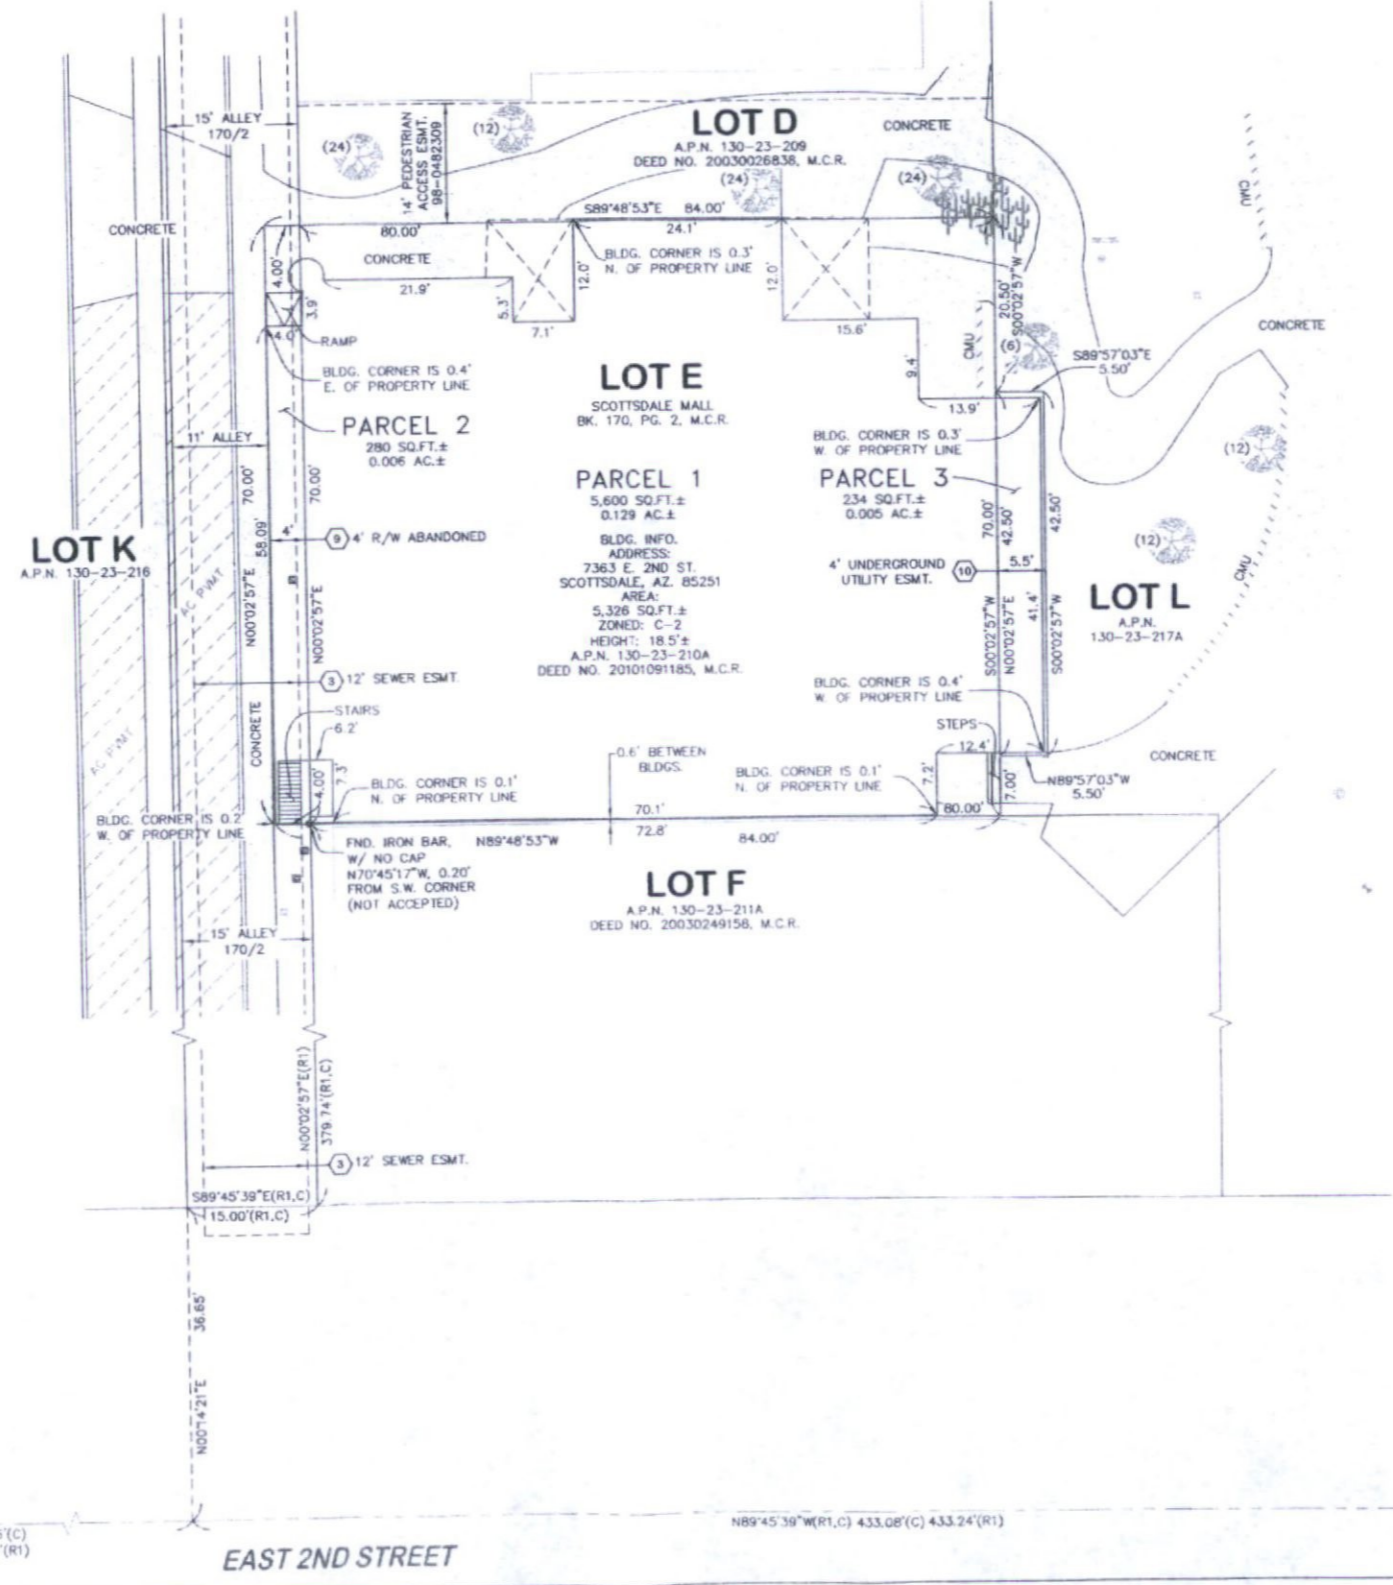 15' ALLEY
170/2
(24)
14' PEDESTRIAN
ACCESS ESMT.
98-0482309
(12)
LOT D
A.P.N. 130-23-209
DEED NO. 20030026838, M.C.R.
(24)
CONCRETE
(24)
CMU
CONCRETE
80.00'
S89°48'53"E 84.00'
24.1'
CONCRETE
BLDG. CORNER IS 0.3'
N. OF PROPERTY LINE
4.00'
3.9'
21.9'
5.3'
12.0'
12.0'
7.1'
15.6'
20.50'
S00°02'57"W
4.0'
RAMP
CMU
(6)
CONCRETE
S89°57'03"E
5.50'
BLDG. CORNER IS 0.4'
E. OF PROPERTY LINE
LOT E
SCOTTSDALE MALL
BK. 170, PG. 2, M.C.R.
9.4'
13.9'
11' ALLEY
PARCEL 2
280 SQ.FT.±
0.006 AC.±
BLDG. CORNER IS 0.3'
W. OF PROPERTY LINE
(12)
70.00'
70.00'
PARCEL 1
5,600 SQ.FT.±
0.129 AC.±
PARCEL 3
234 SQ.FT.±
0.005 AC.±
70.00'
42.50'
42.50'
LOT K
A.P.N. 130-23-216
58.09'
4'
9
4' R/W ABANDONED
BLDG. INFO.
ADDRESS:
7363 E. 2ND ST.
SCOTTSDALE, AZ. 85251
AREA:
5,326 SQ.FT.±
ZONED: C-2
HEIGHT: 18.5'±
A.P.N. 130-23-210A
DEED NO. 20101091185, M.C.R.
4' UNDERGROUND
UTILITY ESMT.
10
5.5'
(12)
CMU
AC PVMT
N00°02'57"E
N00°02'57"E
41.4'
S00°02'57"W
N00°02'57"E
S00°02'57"W
LOT L
A.P.N.
130-23-217A
3
12' SEWER ESMT.
BLDG. CORNER IS 0.4'
W. OF PROPERTY LINE
AC PVMT
CONCRETE
STAIRS
6.2'
0.6' BETWEEN
BLDGS.
STEPS
12.4'
CONCRETE
4.00'
7.3'
BLDG. CORNER IS 0.1'
N. OF PROPERTY LINE
BLDG. CORNER IS 0.1'
N. OF PROPERTY LINE
7.2'
7.00'
N89°57'03"W
5.50'
BLDG. CORNER IS 0.2'
W. OF PROPERTY LINE
70.1'
80.00'
FND. IRON BAR,
W/ NO CAP
N70°45'17"W, 0.20'
FROM S.W. CORNER
(NOT ACCEPTED)
N89°48'53"W
72.8'
84.00'
LOT F
A.P.N. 130-23-211A
DEED NO. 20030249158, M.C.R.
15' ALLEY
170/2
N00°02'57"E(R1)
379.74'(R1,C)
3
12' SEWER ESMT.
S89°45'39"E(R1,C)
15.00'(R1,C)
36.65'
N00°14'21"E
N89°45'39"W(R1,C) 433.08'(C) 433.24'(R1)
'(C)
'(R1)
EAST 2ND STREET